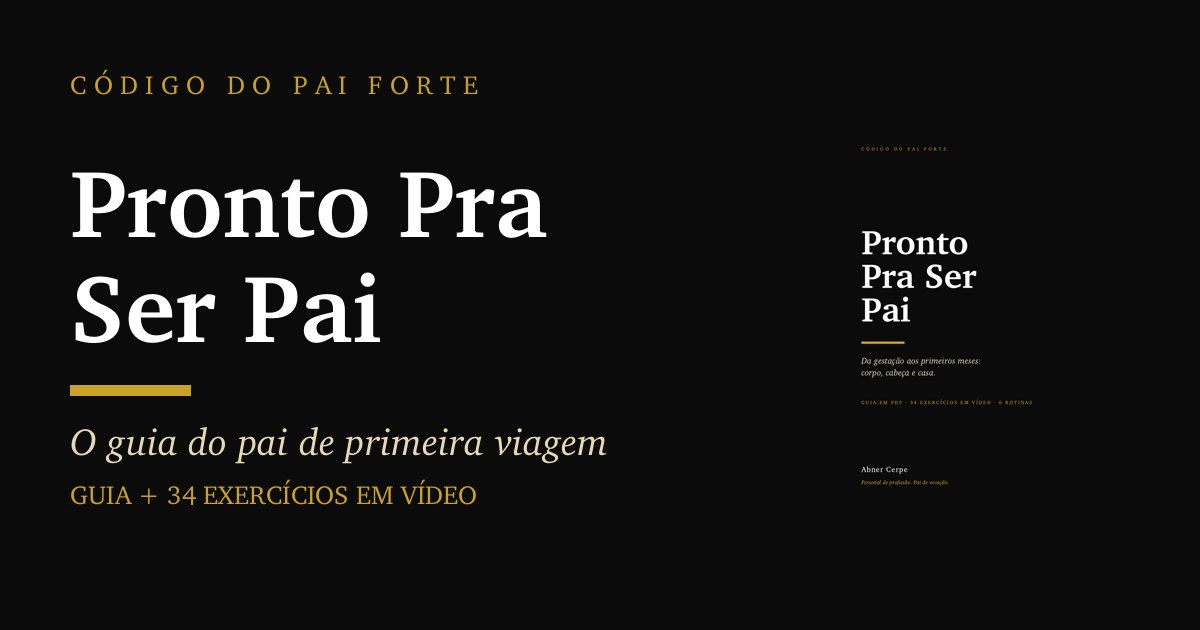 CÓDIGO DO PAI FORTE
Pronto Pra
Ser Pai
O guia do pai de primeira viagem
GUIA + 34 EXERCÍCIOS EM VÍDEO
CÓDIGO DO PAI FORTE
Pronto
Pra Ser
Pai
Da gestação aos primeiros meses:
corpo, cabeça e casa.
GUIA EM PDF · 34 EXERCÍCIOS EM VÍDEO · 6 ROTINAS
Abner Cerpe
Personal de profissão. Pai de vocação.